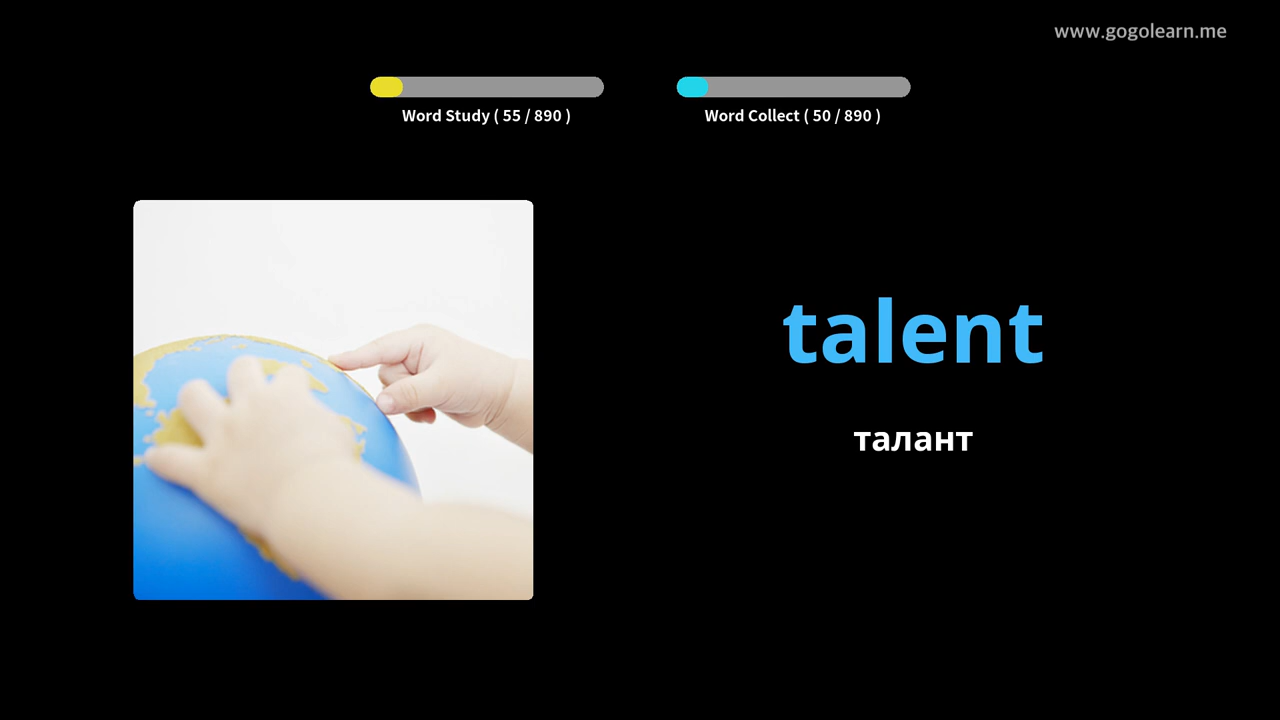 www.gogolearn.me
Word Study ( 55 / 890 )
Word Collect ( 50 / 890 )
talent
талант